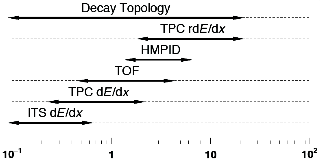 Decay Topology
TPC rdE/dx
HMPID
TOF
TPC dE/dx
ITS dE/dx
10⁻¹ 1 10 10²